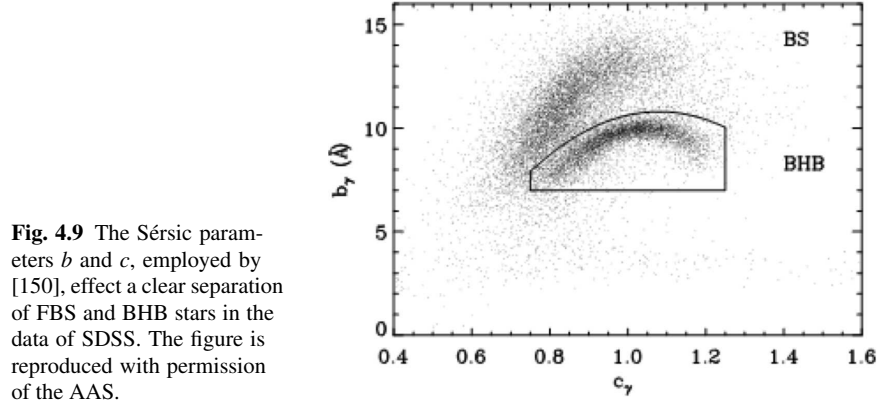 15
10
5
0
b_γ (Å)
BS
BHB
0.4 0.6 0.8 1.0 1.2 1.4 1.6
c_γ
Fig. 4.9 The Sérsic param-
eters b and c, employed by
[150], effect a clear separation
of FBS and BHB stars in the
data of SDSS. The figure is
reproduced with permission
of the AAS.